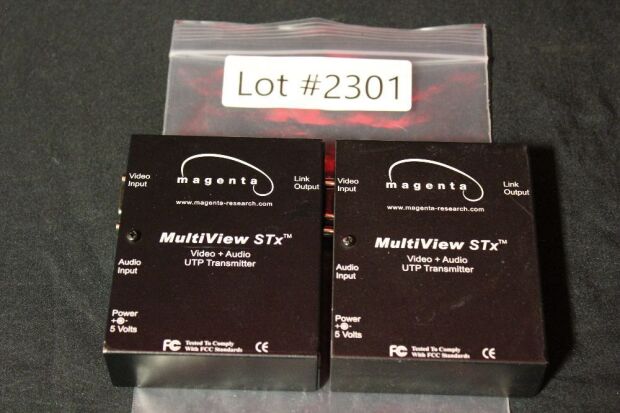 Lot #2301
Video
Input
magenta
Link
Output
www.magenta-research.com
MultiView STx™
Video + Audio
UTP Transmitter
Audio
Input
Power
5 Volts
FC Tested To Comply
With FCC Standards
CE
Video
Input
magenta
Link
Output
www.magenta-research.com
MultiView STx™
Video + Audio
UTP Transmitter
Audio
Input
Power
5 Volts
FC Tested To Comply
With FCC Standards
CE